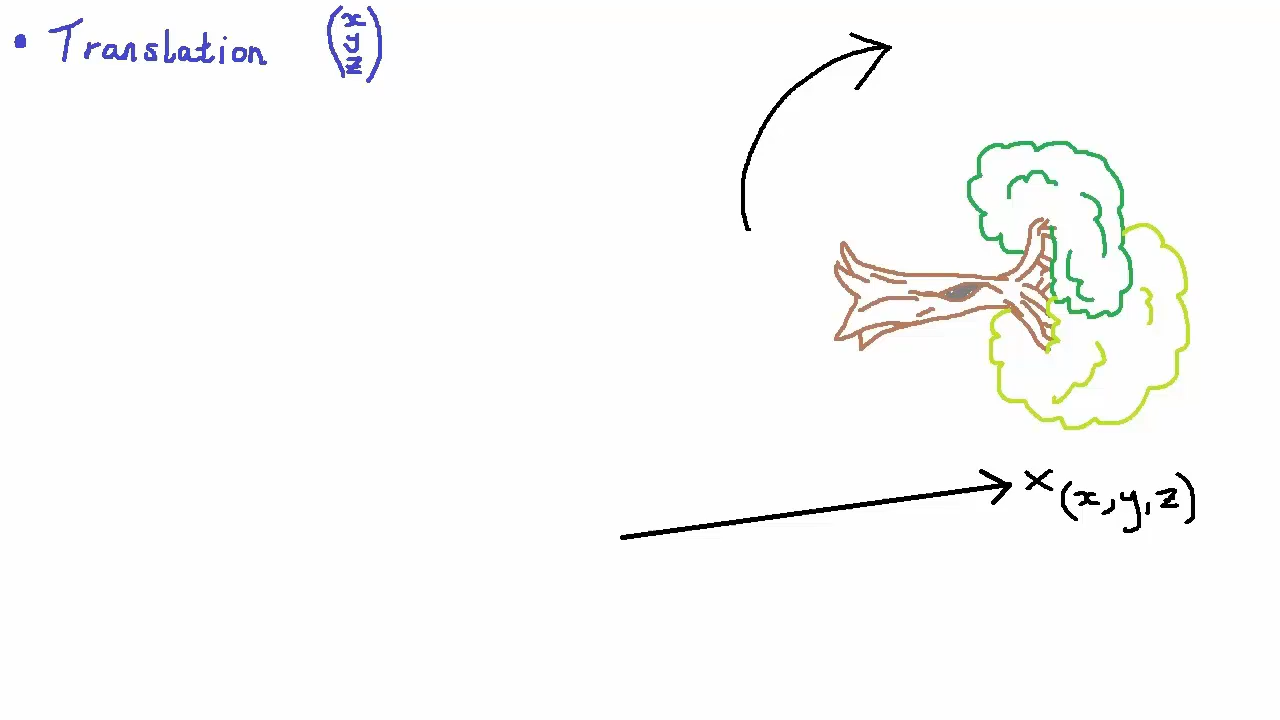 • Translation (x y z)
× (x, y, z)